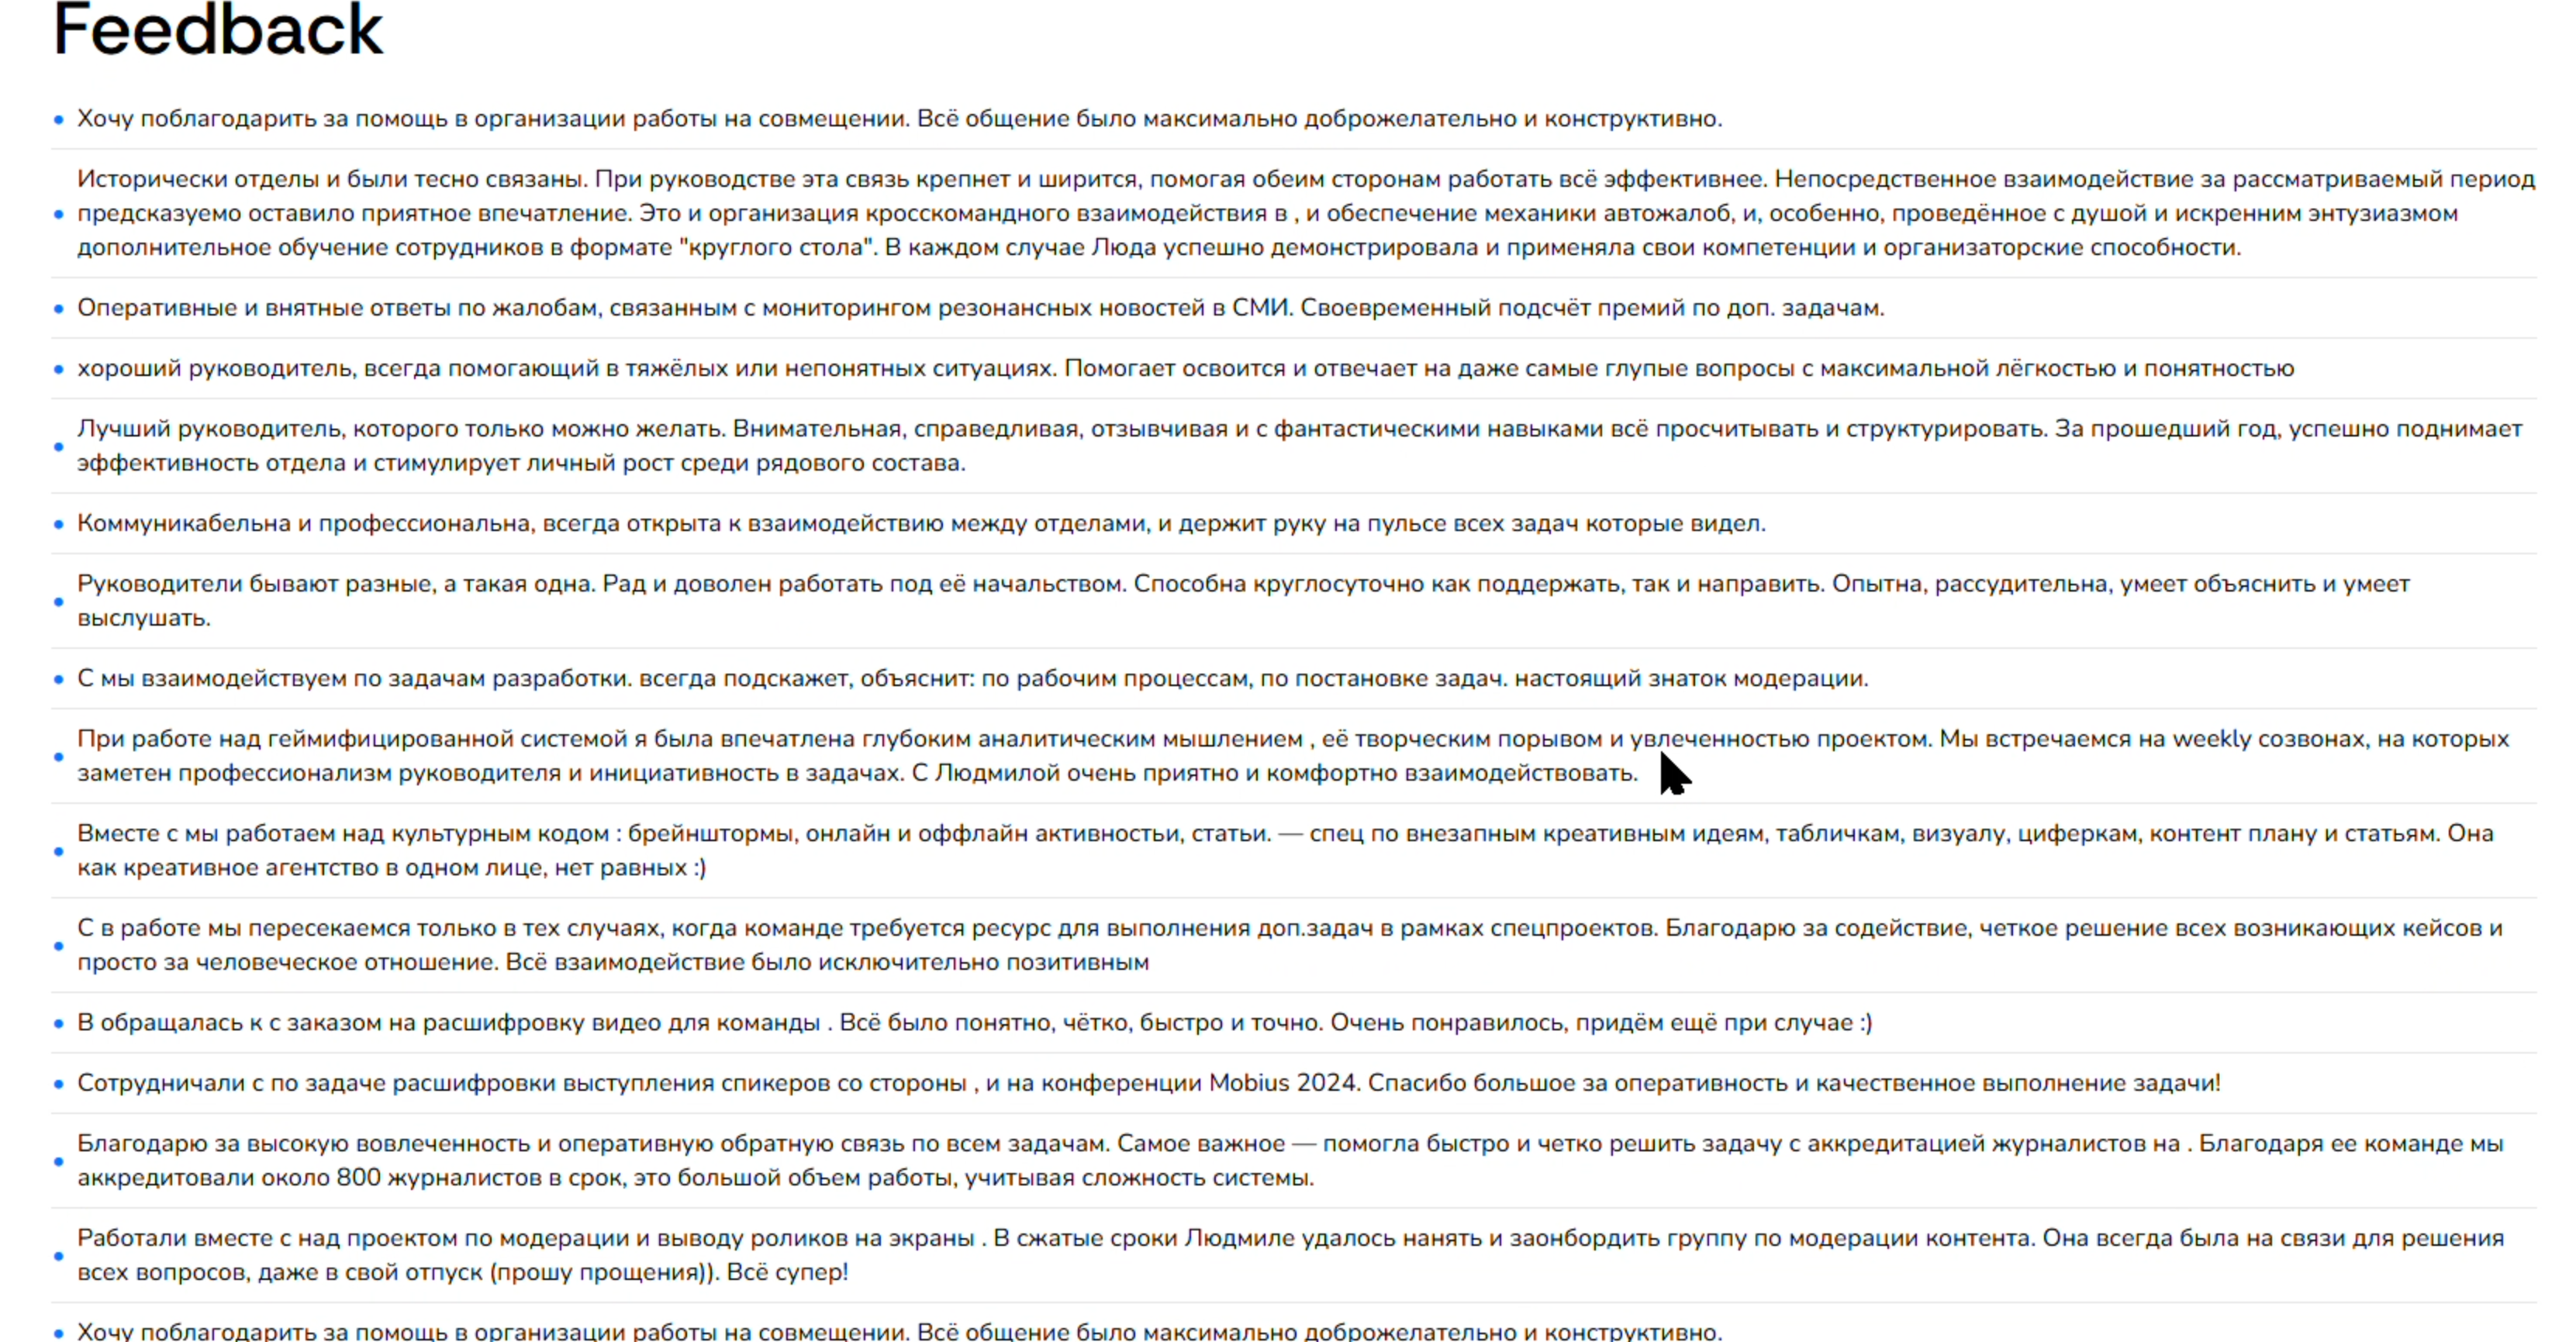 Feedback
Хочу поблагодарить за помощь в организации работы на совмещении. Всё общение было максимально доброжелательно и конструктивно.
Исторически отделы и были тесно связаны. При руководстве эта связь крепнет и ширится, помогая обеим сторонам работать всё эффективнее. Непосредственное взаимодействие за рассматриваемый период
предсказуемо оставило приятное впечатление. Это и организация кросскомандного взаимодействия в , и обеспечение механики автожалоб, и, особенно, проведённое с душой и искренним энтузиазмом
дополнительное обучение сотрудников в формате "круглого стола". В каждом случае Люда успешно демонстрировала и применяла свои компетенции и организаторские способности.
Оперативные и внятные ответы по жалобам, связанным с мониторингом резонансных новостей в СМИ. Своевременный подсчёт премий по доп. задачам.
хороший руководитель, всегда помогающий в тяжёлых или непонятных ситуациях. Помогает освоится и отвечает на даже самые глупые вопросы с максимальной лёгкостью и понятностью
Лучший руководитель, которого только можно желать. Внимательная, справедливая, отзывчивая и с фантастическими навыками всё просчитывать и структурировать. За прошедший год, успешно поднимает
эффективность отдела и стимулирует личный рост среди рядового состава.
Коммуникабельна и профессиональна, всегда открыта к взаимодействию между отделами, и держит руку на пульсе всех задач которые видел.
Руководители бывают разные, а такая одна. Рад и доволен работать под её начальством. Способна круглосуточно как поддержать, так и направить. Опытна, рассудительна, умеет объяснить и умеет
выслушать.
С мы взаимодействуем по задачам разработки. всегда подскажет, объяснит: по рабочим процессам, по постановке задач. настоящий знаток модерации.
При работе над геймифицированной системой я была впечатлена глубоким аналитическим мышлением , её творческим порывом и увлеченностью проектом. Мы встречаемся на weekly созвонах, на которых
заметен профессионализм руководителя и инициативность в задачах. С Людмилой очень приятно и комфортно взаимодействовать.
Вместе с мы работаем над культурным кодом : брейнштормы, онлайн и оффлайн активностьи, статьи. — спец по внезапным креативным идеям, табличкам, визуалу, циферкам, контент плану и статьям. Она
как креативное агентство в одном лице, нет равных :)
С в работе мы пересекаемся только в тех случаях, когда команде требуется ресурс для выполнения доп.задач в рамках спецпроектов. Благодарю за содействие, четкое решение всех возникающих кейсов и
просто за человеческое отношение. Всё взаимодействие было исключительно позитивным
В обращалась к с заказом на расшифровку видео для команды . Всё было понятно, чётко, быстро и точно. Очень понравилось, придём ещё при случае :)
Сотрудничали с по задаче расшифровки выступления спикеров со стороны , и на конференции Mobius 2024. Спасибо большое за оперативность и качественное выполнение задачи!
Благодарю за высокую вовлеченность и оперативную обратную связь по всем задачам. Самое важное — помогла быстро и четко решить задачу с аккредитацией журналистов на . Благодаря ее команде мы
аккредитовали около 800 журналистов в срок, это большой объем работы, учитывая сложность системы.
Работали вместе с над проектом по модерации и выводу роликов на экраны . В сжатые сроки Людмиле удалось нанять и заонбордить группу по модерации контента. Она всегда была на связи для решения
всех вопросов, даже в свой отпуск (прошу прощения)). Всё супер!
Хочу поблагодарить за помощь в организации работы на совмещении. Всё общение было максимально доброжелательно и конструктивно.